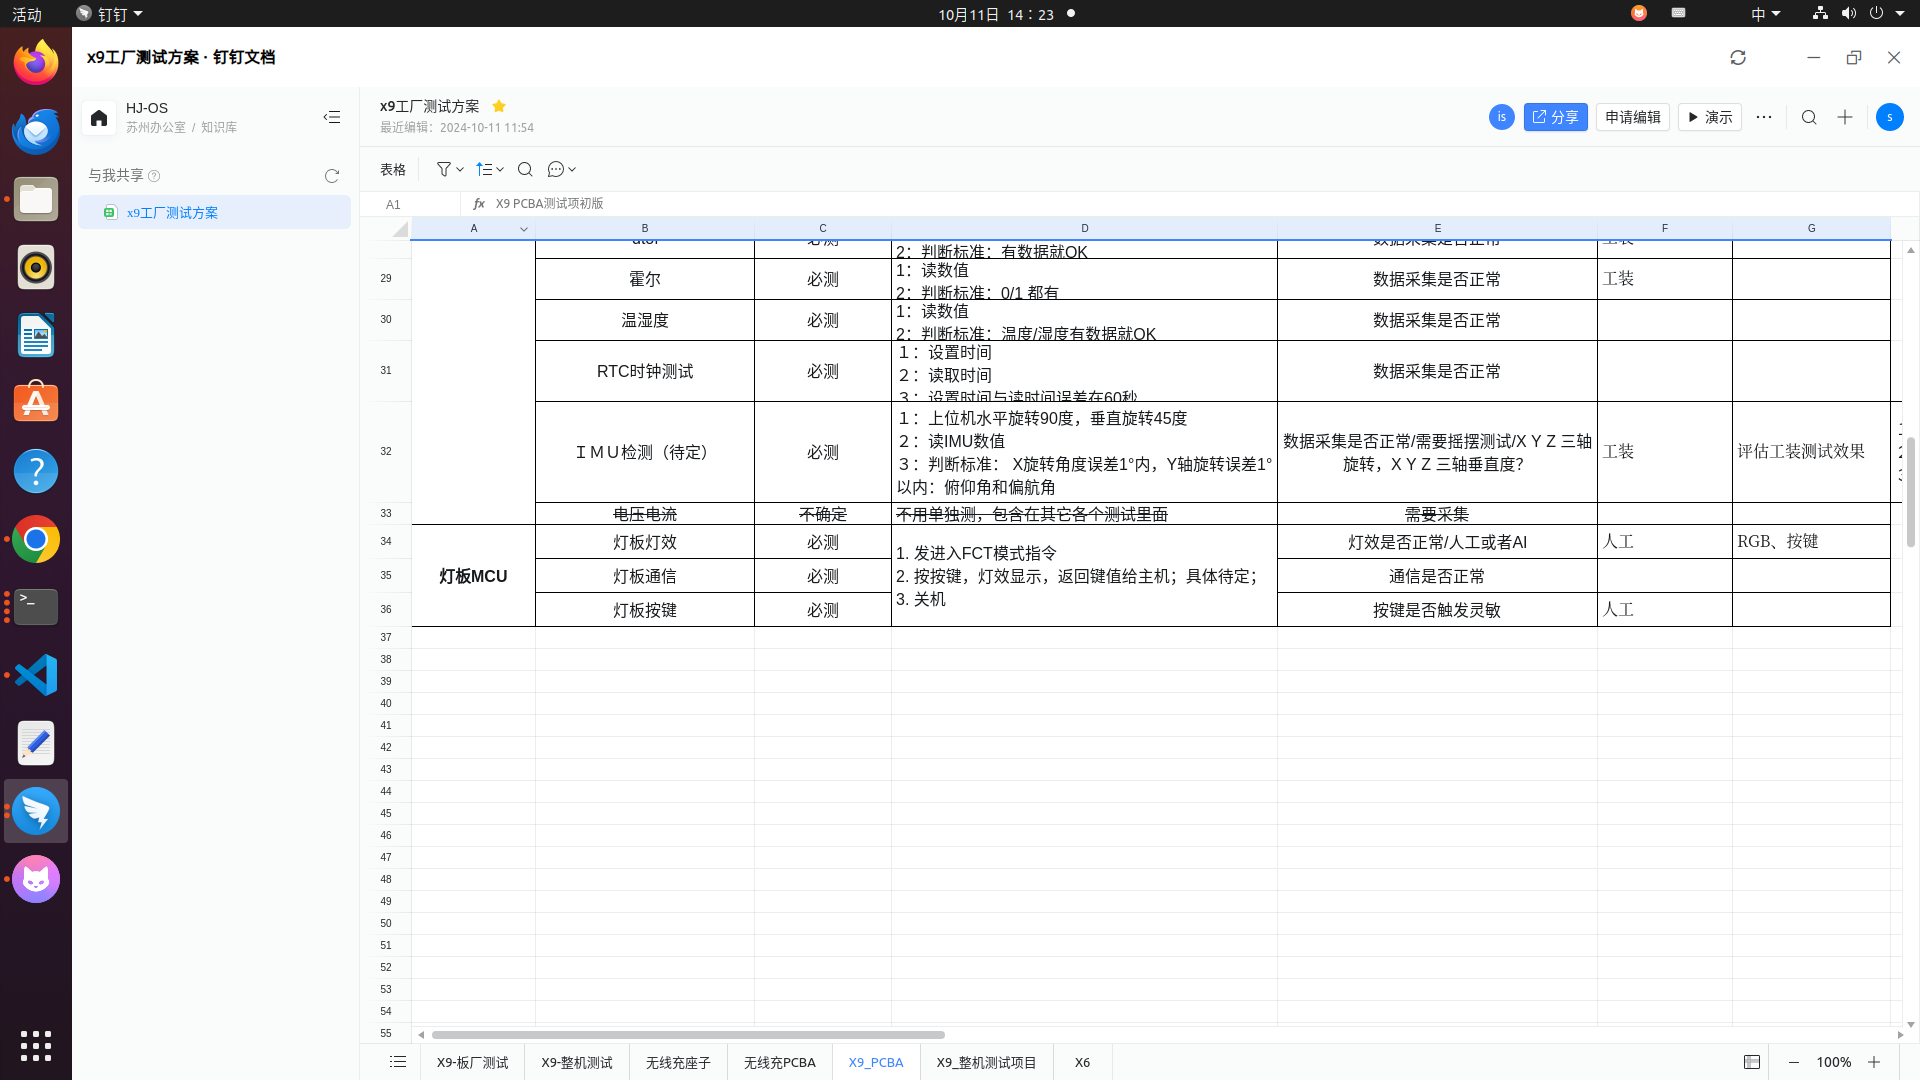 活动
钉钉
10月11日 14：23
中
x9工厂测试方案 · 钉钉文档
HJ-OS
苏州办公室 / 知识库
与我共享
x9工厂测试方案
x9工厂测试方案
最近编辑：2024-10-11 11:54
is
分享
申请编辑
演示
s
表格
A1
fx
X9 PCBA测试项初版
A B C D E F G
2：判断标准：有数据就OK
29 霍尔 必测 1：读数值 数据采集是否正常 工装
2：判断标准：0/1 都有
30 温湿度 必测 1：读数值 数据采集是否正常
2：判断标准：温度/湿度有数据就OK
31 RTC时钟测试 必测 １：设置时间 数据采集是否正常
２：读取时间
３：设置时间与读时间误差在60秒
32 ＩＭＵ检测（待定） 必测 １：上位机水平旋转90度，垂直旋转45度
２：读IMU数值
３：判断标准： X旋转角度误差1°内，Y轴旋转误差1°
以内：俯仰角和偏航角
数据采集是否正常/需要摇摆测试/X Y Z 三轴
旋转，X Y Z 三轴垂直度？
工装
评估工装测试效果
33 电压电流 不确定 不用单独测，包含在其它各个测试里面 需要采集
灯板MCU
34 灯板灯效 必测 灯效是否正常/人工或者AI 人工 RGB、按键
1. 发进入FCT模式指令
2. 按按键，灯效显示，返回键值给主机；具体待定；
3. 关机
35 灯板通信 必测 通信是否正常
36 灯板按键 必测 按键是否触发灵敏 人工
37
38
39
40
41
42
43
44
45
46
47
48
49
50
51
52
53
54
55
X9-板厂测试 X9-整机测试 无线充座子 无线充PCBA X9_PCBA X9_整机测试项目 X6
100%